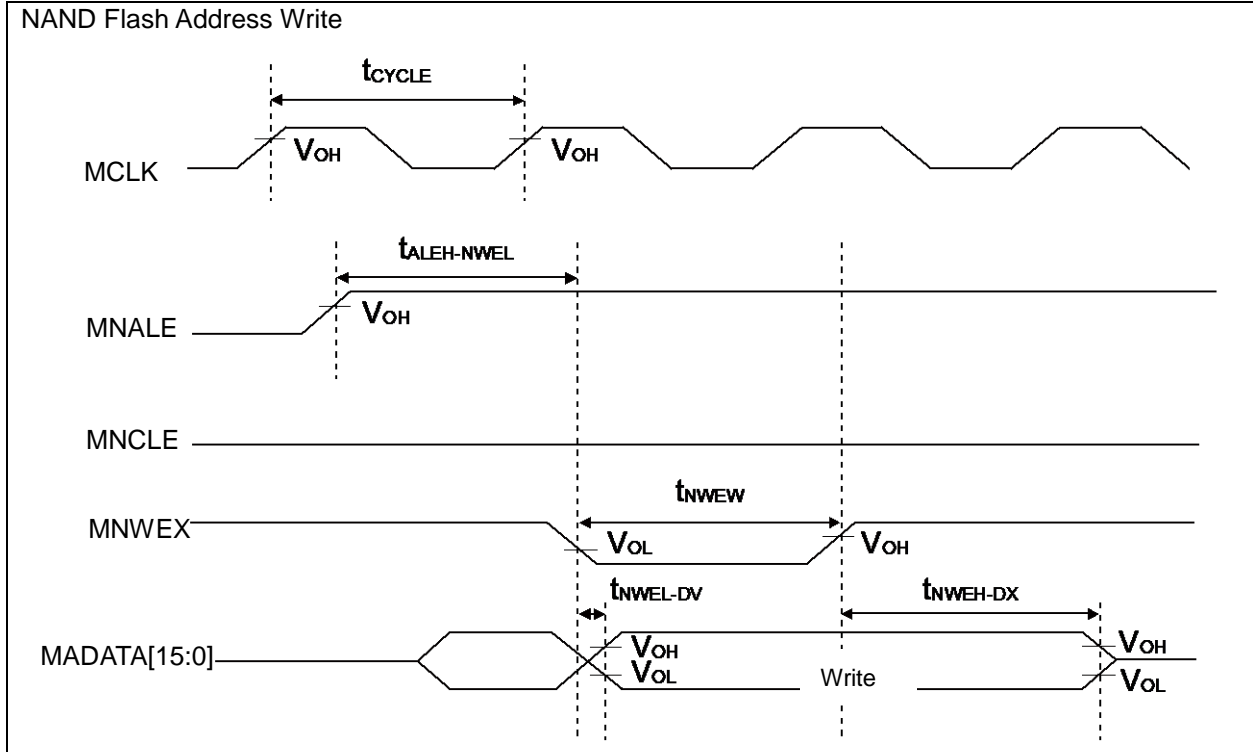 NAND Flash Address Write
tCYCLE
MCLK
VOH
VOH
tALEH-NWEL
MNALE
VOH
MNCLE
tNWEW
MNWEX
VOL
VOH
tNWEL-DV
tNWEH-DX
MADATA[15:0]
VOH
VOL
Write
VOH
VOL